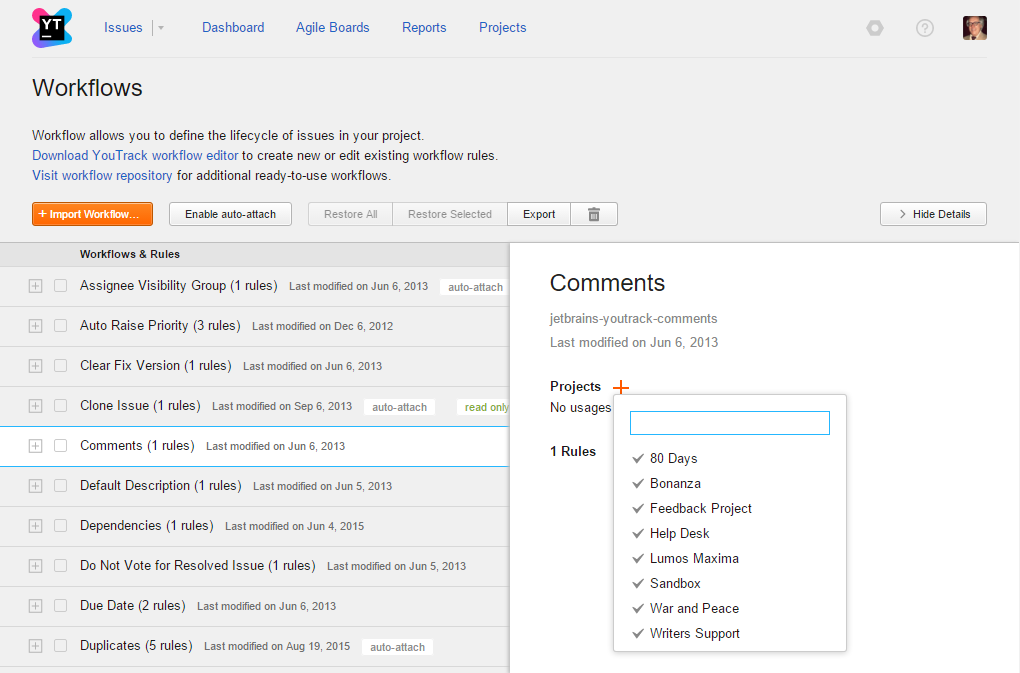 YT
Issues Dashboard Agile Boards Reports Projects
Workflows
Workflow allows you to define the lifecycle of issues in your project.
Download YouTrack workflow editor to create new or edit existing workflow rules.
Visit workflow repository for additional ready-to-use workflows.
+ Import Workflow... Enable auto-attach Restore All Restore Selected Export Hide Details
Workflows & Rules
Assignee Visibility Group (1 rules) Last modified on Jun 6, 2013 auto-attach
Auto Raise Priority (3 rules) Last modified on Dec 6, 2012
Clear Fix Version (1 rules) Last modified on Jun 6, 2013
Clone Issue (1 rules) Last modified on Sep 6, 2013 auto-attach read only
Comments (1 rules) Last modified on Jun 6, 2013
Default Description (1 rules) Last modified on Jun 5, 2013
Dependencies (1 rules) Last modified on Jun 4, 2015
Do Not Vote for Resolved Issue (1 rules) Last modified on Jun 5, 2013
Due Date (2 rules) Last modified on Jun 6, 2013
Duplicates (5 rules) Last modified on Aug 19, 2015 auto-attach
Comments
jetbrains-youtrack-comments
Last modified on Jun 6, 2013
Projects
No usages
1 Rules
80 Days
Bonanza
Feedback Project
Help Desk
Lumos Maxima
Sandbox
War and Peace
Writers Support